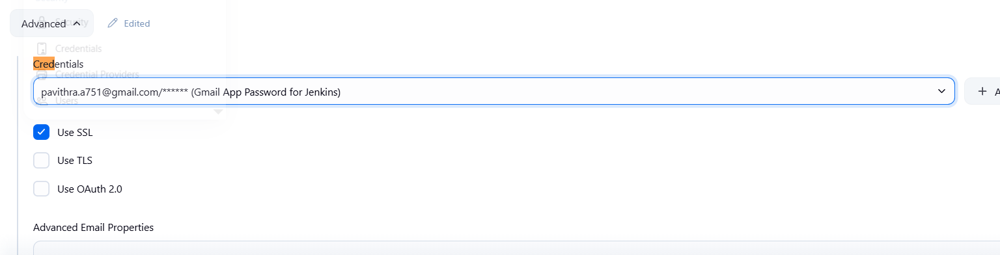 Security
Advanced
Edited
Credentials
Credentials
Credential Providers
pavithra.a751@gmail.com/****** (Gmail App Password for Jenkins)
Users
Use SSL
Use TLS
Use OAuth 2.0
Advanced Email Properties